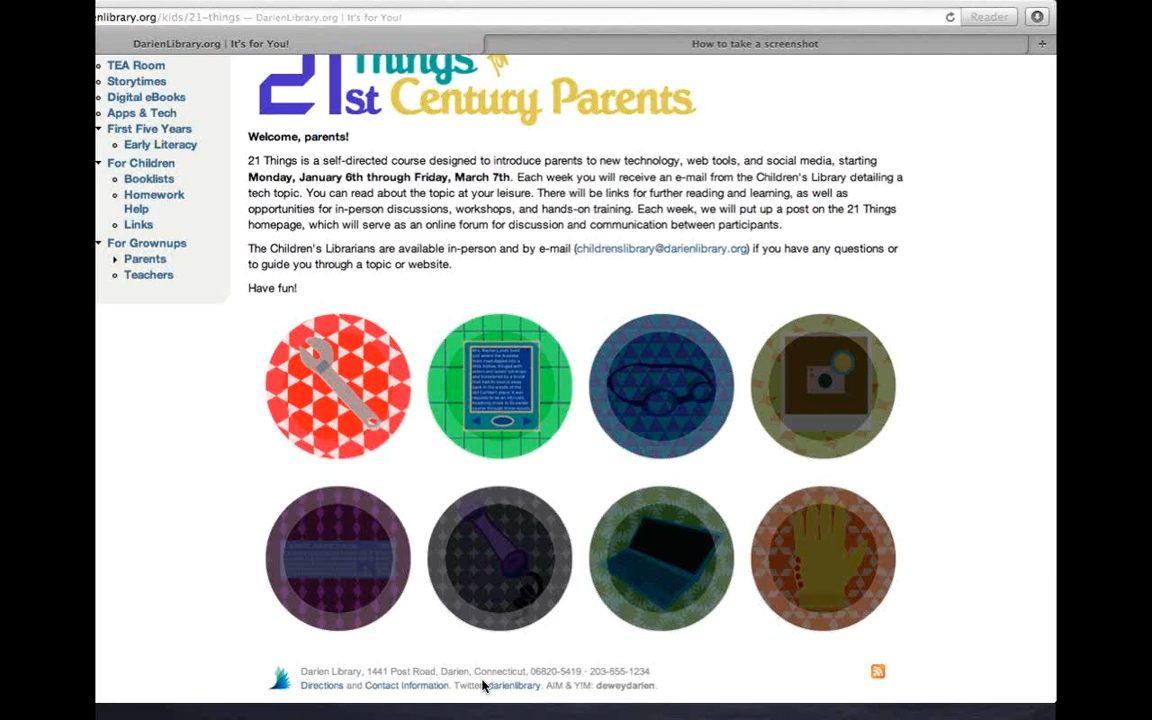 enlibrary.org/kids/21-things — DarienLibrary.org | It's for You!
Reader
DarienLibrary.org | It's for You!
How to take a screenshot
TEA Room
Storytimes
Digital eBooks
Apps & Tech
First Five Years
Early Literacy
For Children
Booklists
Homework
Help
Links
For Grownups
Parents
Teachers
21 Things for
21st Century Parents
Welcome, parents!
21 Things is a self-directed course designed to introduce parents to new technology, web tools, and social media, starting
Monday, January 6th through Friday, March 7th. Each week you will receive an e-mail from the Children's Library detailing a
tech topic. You can read about the topic at your leisure. There will be links for further reading and learning, as well as
opportunities for in-person discussions, workshops, and hands-on training. Each week, we will put up a post on the 21 Things
homepage, which will serve as an online forum for discussion and communication between participants.
The Children's Librarians are available in-person and by e-mail (childrenslibrary@darienlibrary.org) if you have any questions or
to guide you through a topic or website.
Have fun!
Darien Library, 1441 Post Road, Darien, Connecticut, 06820-5419 · 203-655-1234
Directions and Contact Information. Twitter: darienlibrary. AIM & Y!M: deweydarien.